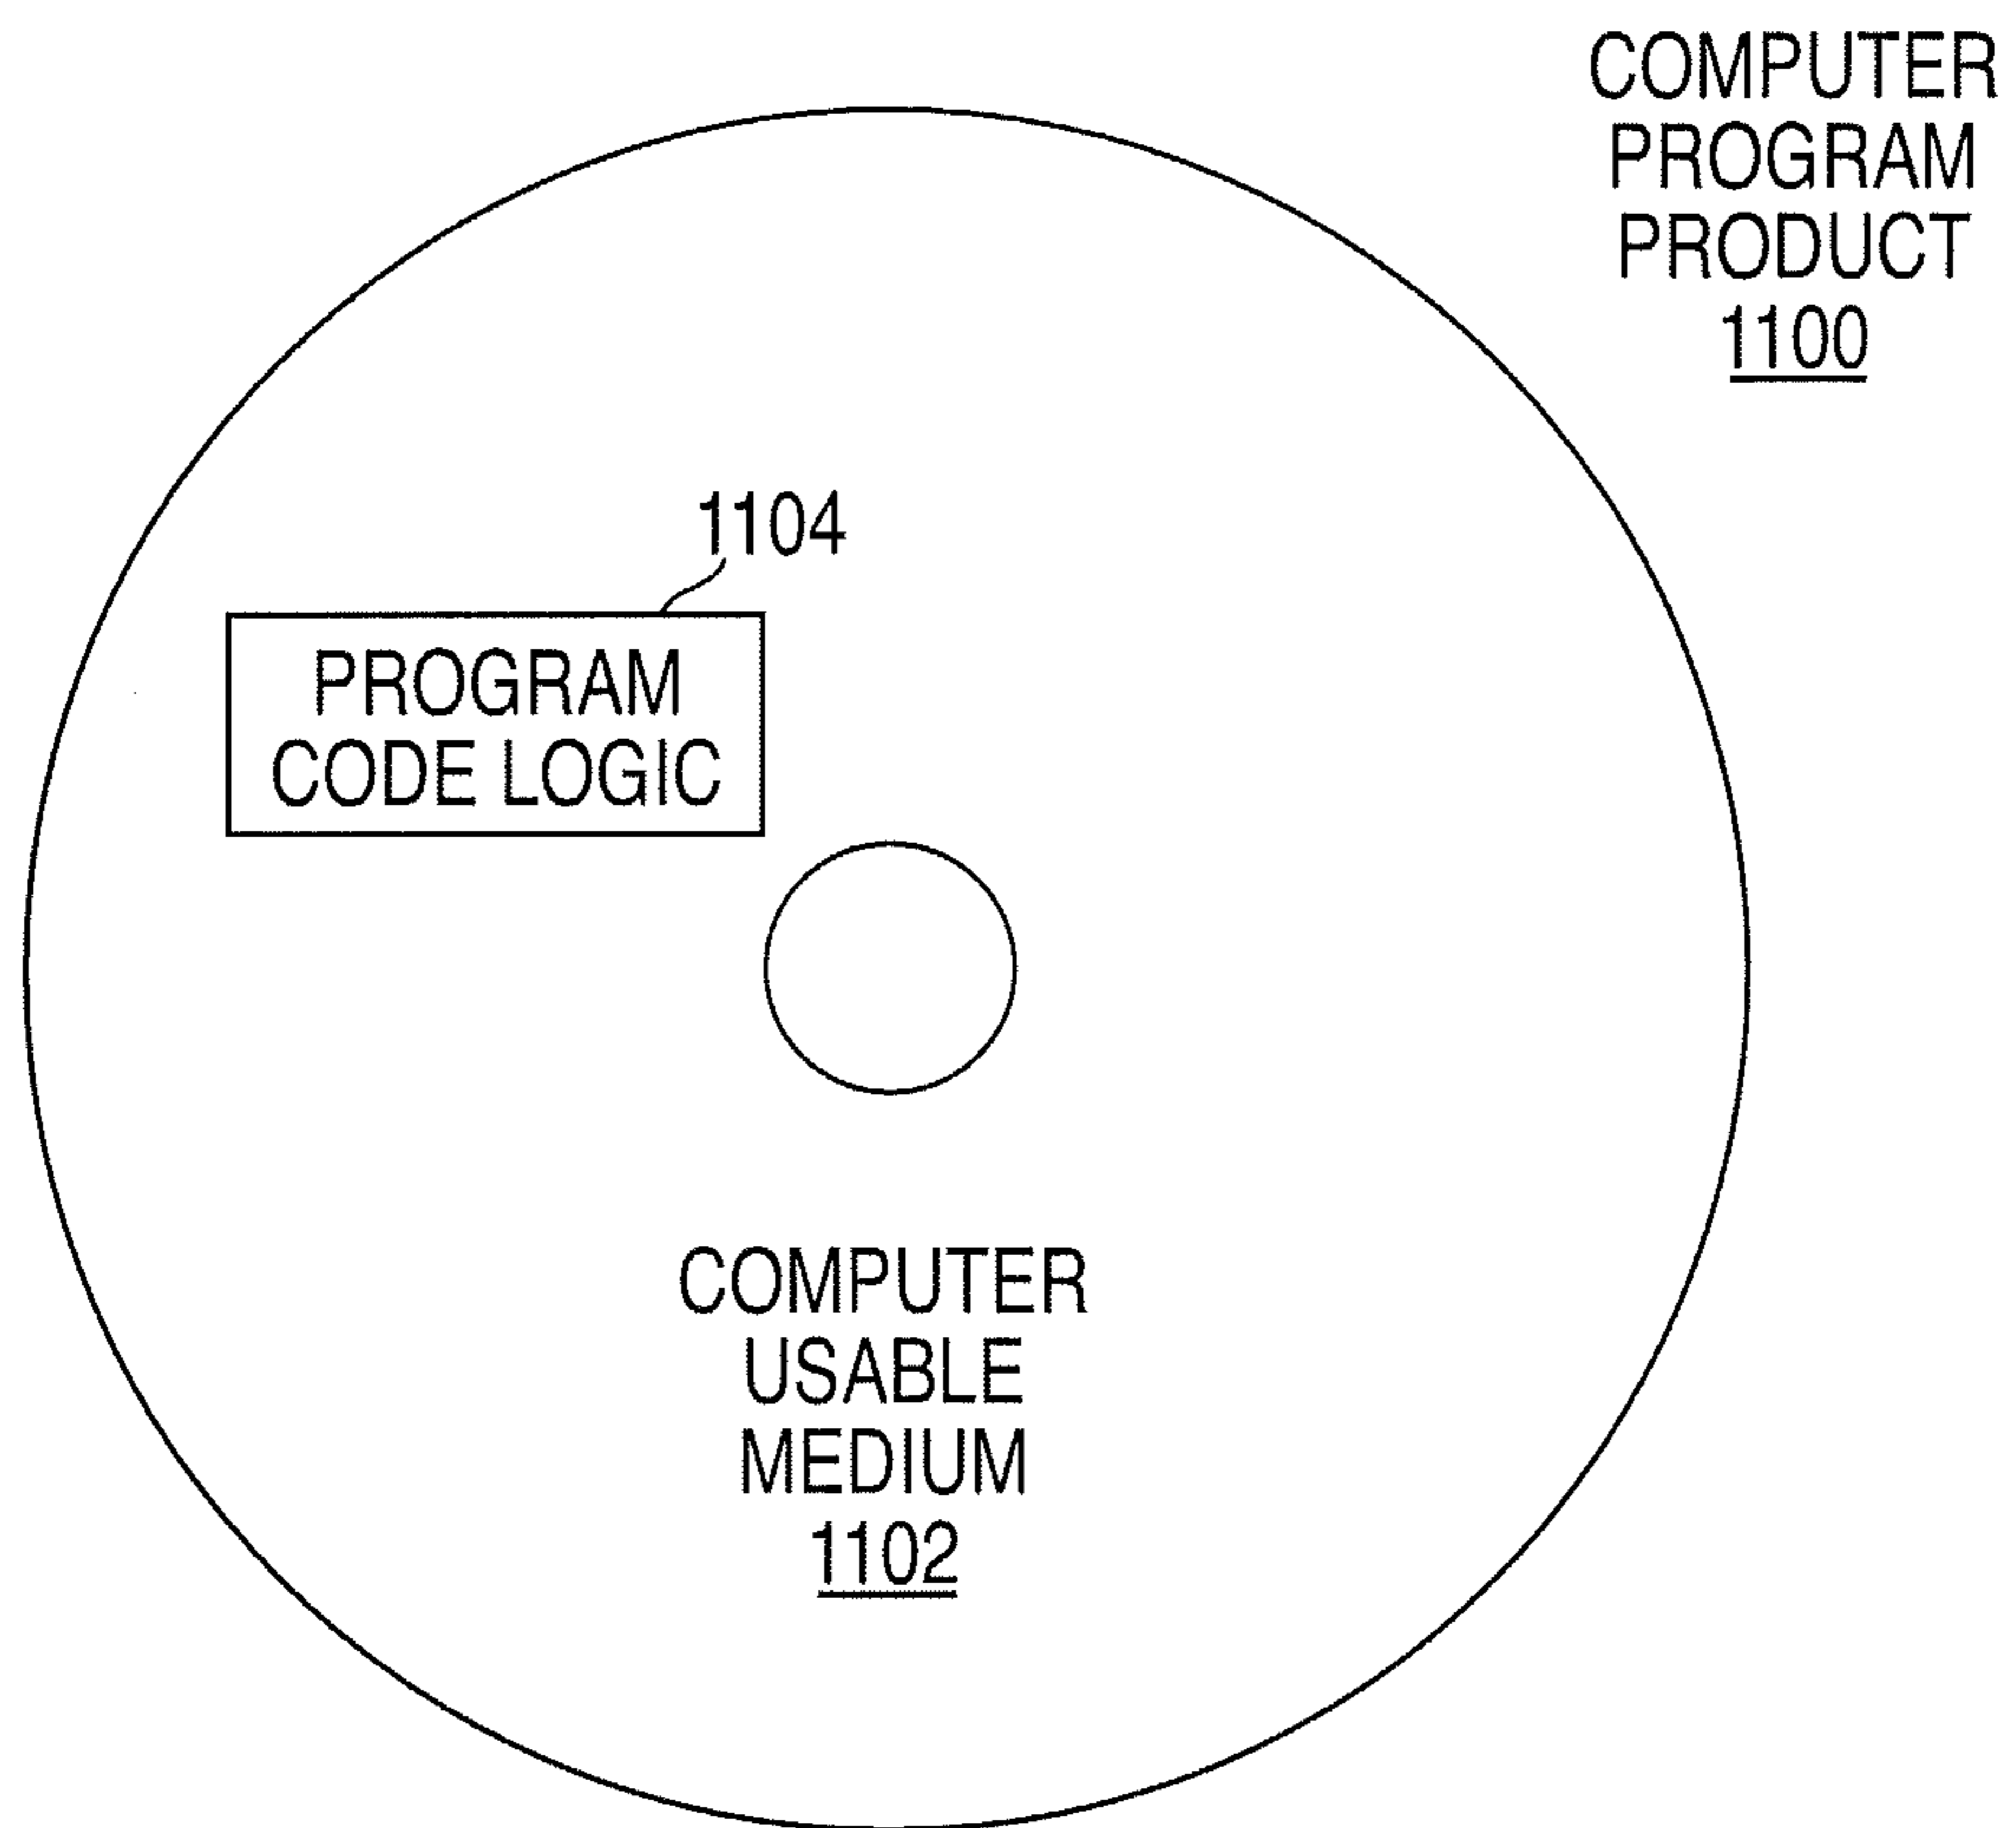 COMPUTER
PROGRAM
PRODUCT
1100
1104
PROGRAM
CODE LOGIC
COMPUTER
USABLE
MEDIUM
1102